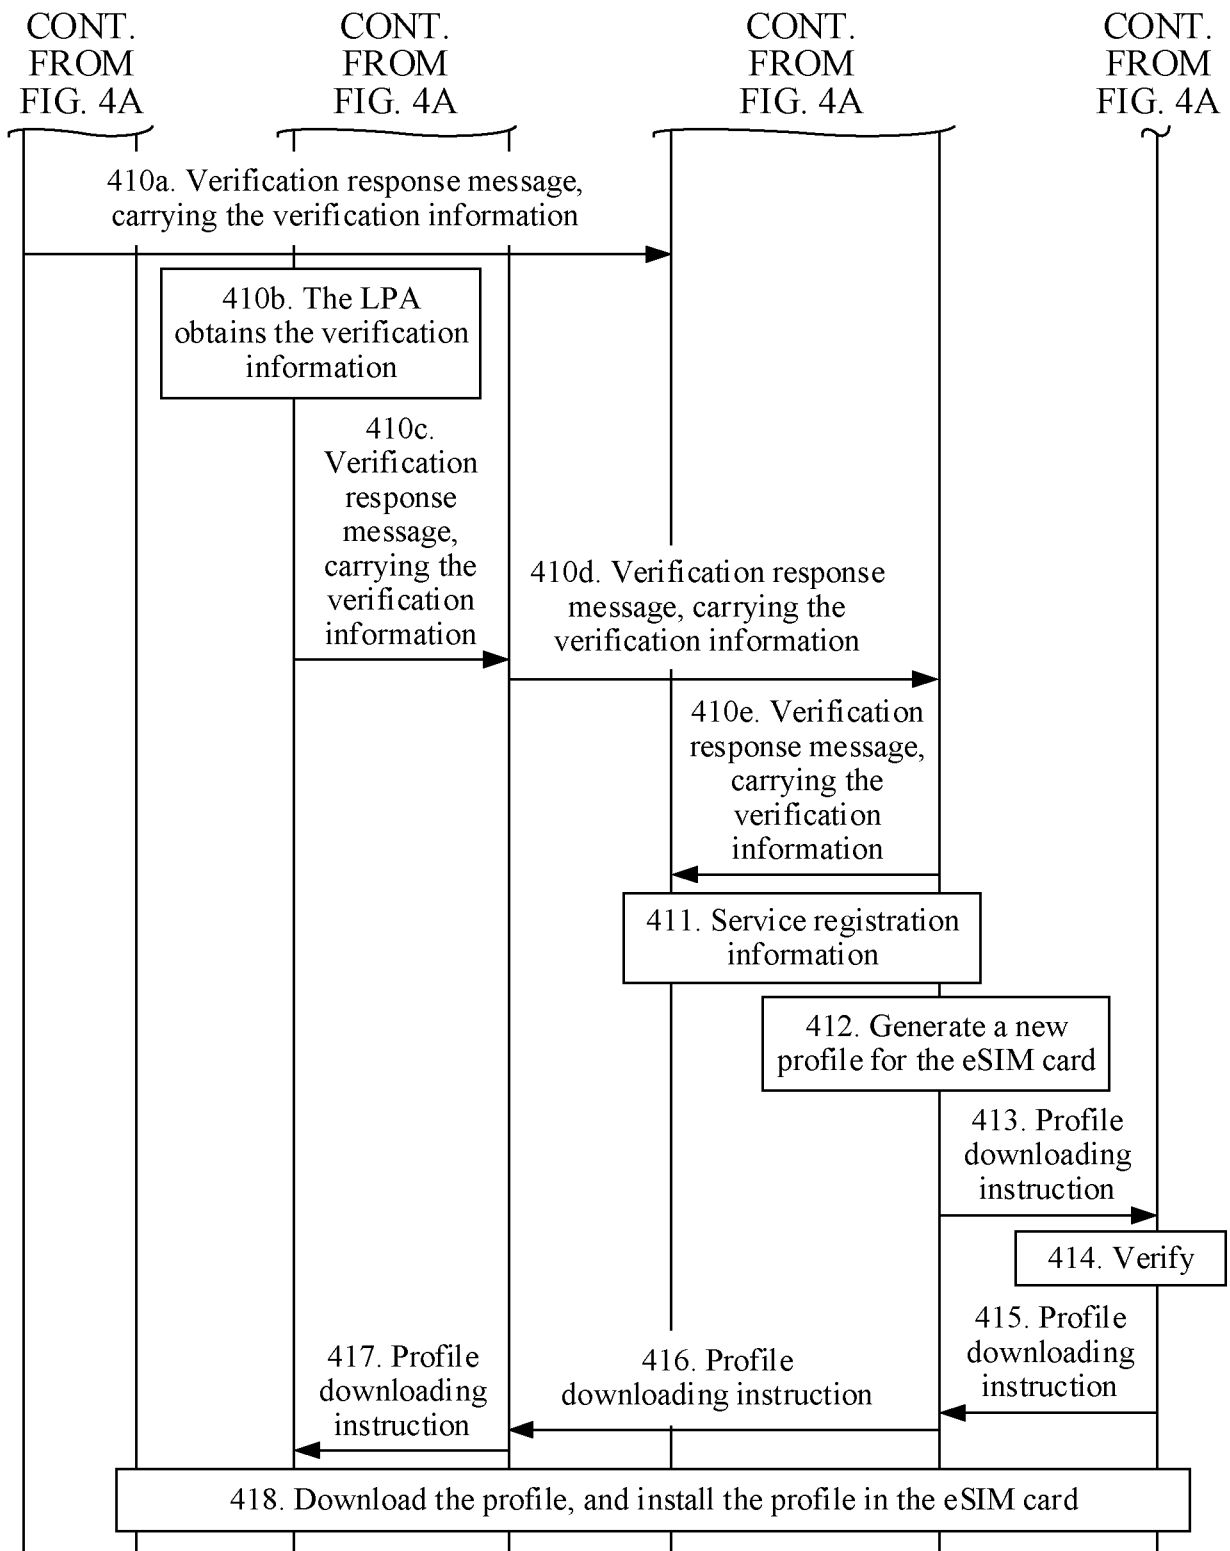 CONT.
FROM
FIG. 4A
CONT.
FROM
FIG. 4A
CONT.
FROM
FIG. 4A
CONT.
FROM
FIG. 4A
410a. Verification response message,
carrying the verification information
410b. The LPA
obtains the verification
information
410c.
Verification
response
message,
carrying the
verification
information
410d. Verification response
message, carrying the
verification information
410e. Verification
response message,
carrying the
verification
information
411. Service registration
information
412. Generate a new
profile for the eSIM card
413. Profile
downloading
instruction
414. Verify
415. Profile
downloading
instruction
416. Profile
downloading instruction
417. Profile
downloading
instruction
418. Download the profile, and install the profile in the eSIM card